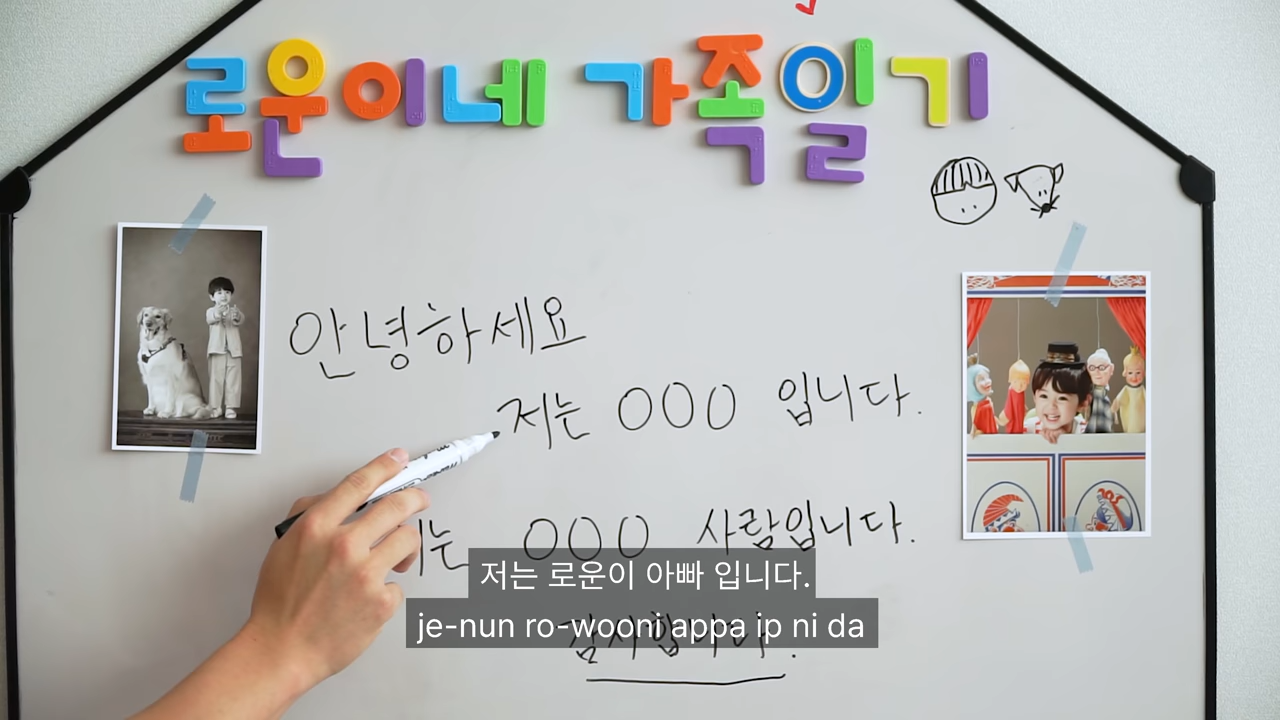 로운이네 가족일기
안녕하세요
저는 OOO 입니다.
는 OOO 사람입니다.
저는 로운이 아빠 입니다.
je-nun ro-wooni appa ip ni da